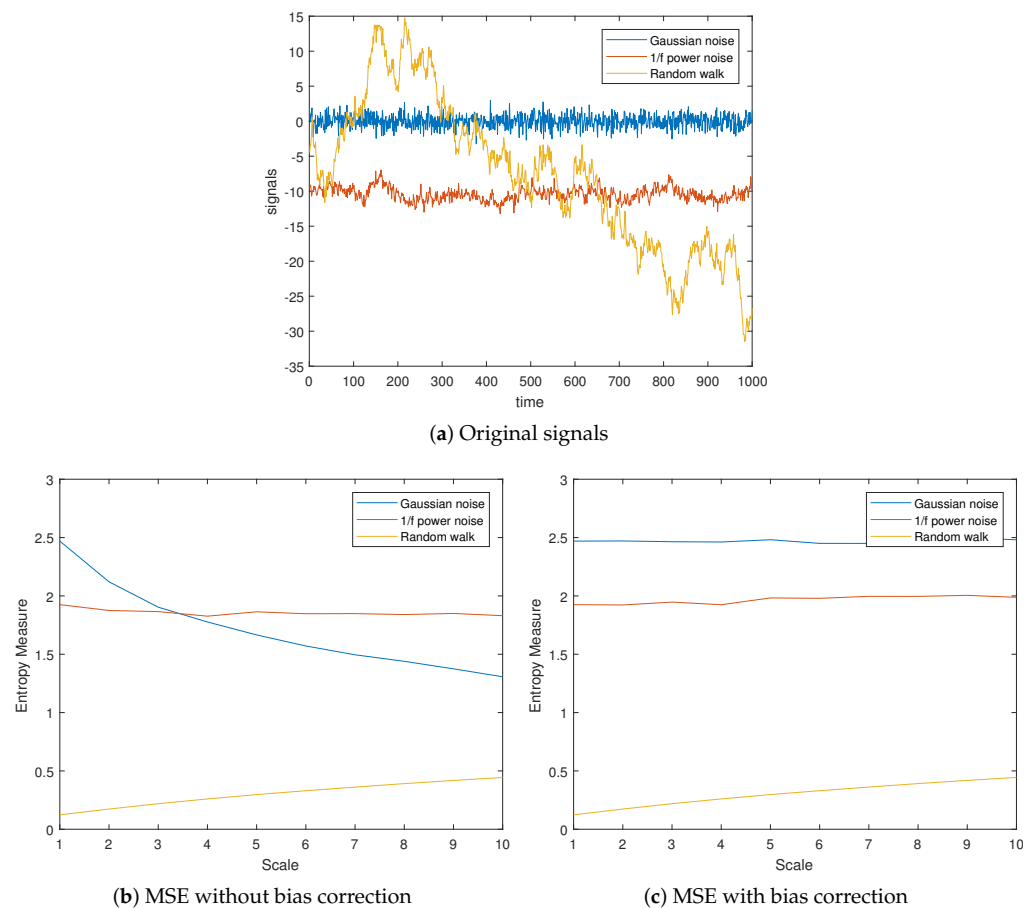 15
10
5
0
-5
-10
-15
-20
-25
-30
-35
signals
Gaussian noise
1/f power noise
Random walk
0 100 200 300 400 500 600 700 800 900 1000
time
(a) Original signals
3
2.5
2
1.5
1
0.5
0
Entropy Measure
Gaussian noise
1/f power noise
Random walk
1 2 3 4 5 6 7 8 9 10
Scale
(b) MSE without bias correction
3
2.5
2
1.5
1
0.5
0
Entropy Measure
Gaussian noise
1/f power noise
Random walk
1 2 3 4 5 6 7 8 9 10
Scale
(c) MSE with bias correction